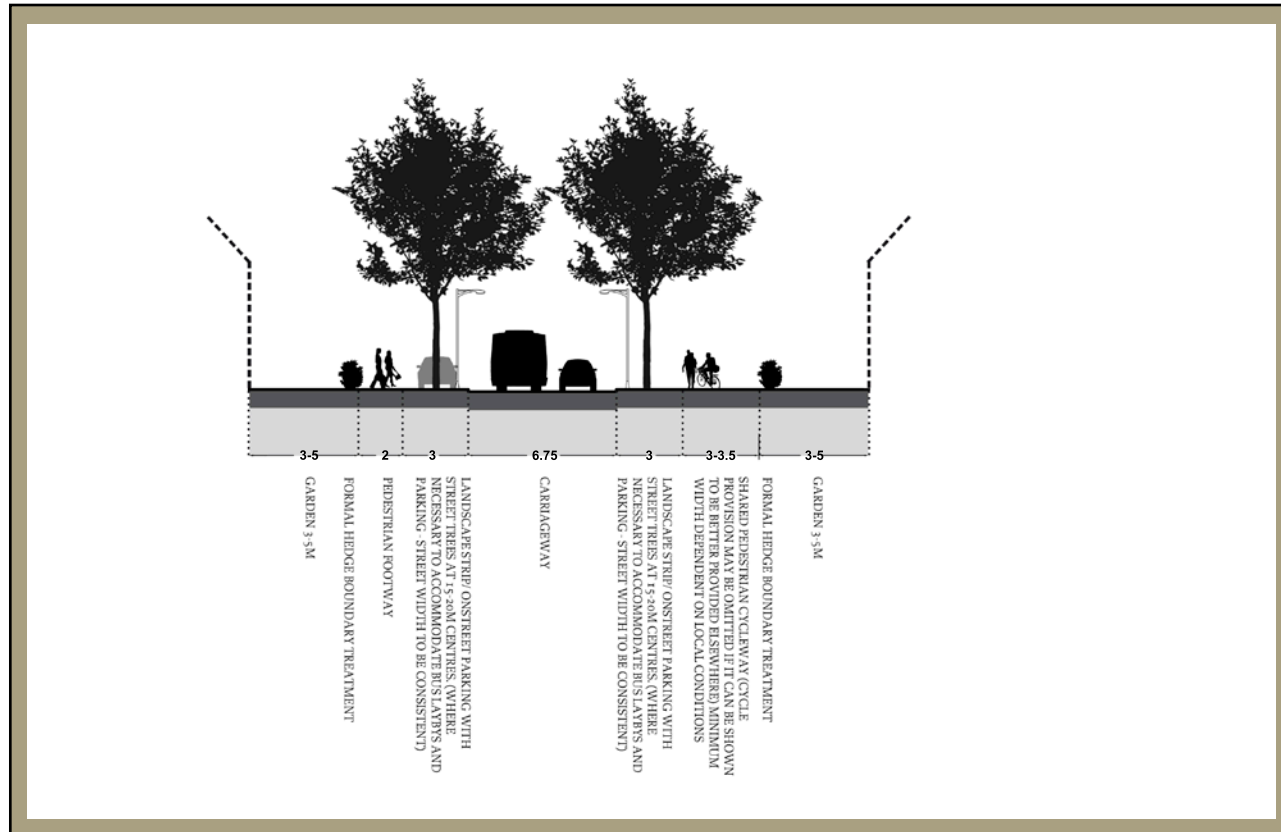 3-5
2
3
6.75
3
3-3.5
3-5
GARDEN 3-5M
FORMAL HEDGE BOUNDARY TREATMENT
PEDESTRIAN FOOTWAY
LANDSCAPE STRIP/ ONSTREET PARKING WITH
STREET TREES AT 15-20M CENTRES. (WHERE
NECESSARY TO ACCOMMODATE BUS LAYBYS AND
PARKING - STREET WIDTH TO BE CONSISTENT)
CARRIAGEWAY
LANDSCAPE STRIP/ ONSTREET PARKING WITH
STREET TREES AT 15-20M CENTRES. (WHERE
NECESSARY TO ACCOMMODATE BUS LAYBYS AND
PARKING - STREET WIDTH TO BE CONSISTENT)
SHARED PEDESTRIAN CYCLEWAY (CYCLE
PROVISION MAY BE OMITTED IF IT CAN BE SHOWN
TO BE BETTER PROVIDED ELSEWHERE) MINIMUM
WIDTH DEPENDENT ON LOCAL CONDITIONS
FORMAL HEDGE BOUNDARY TREATMENT
GARDEN 3-5M